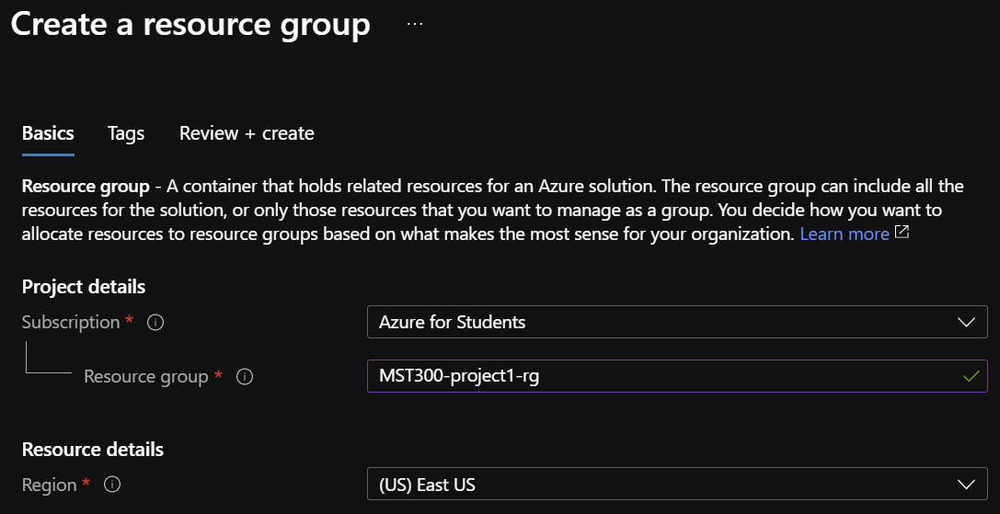 Create a resource group ...
Basics Tags Review + create
Resource group - A container that holds related resources for an Azure solution. The resource group can include all the
resources for the solution, or only those resources that you want to manage as a group. You decide how you want to
allocate resources to resource groups based on what makes the most sense for your organization. Learn more
Project details
Subscription * Azure for Students
Resource group * MST300-project1-rg
Resource details
Region * (US) East US